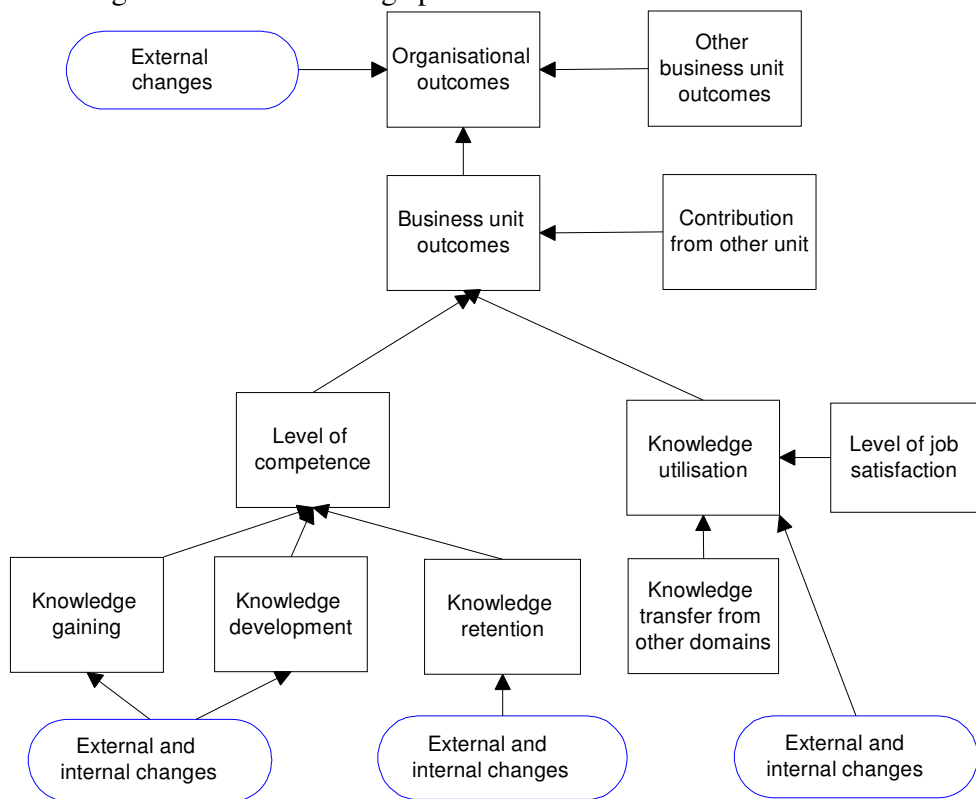 External
changes
Organisational
outcomes
Other
business unit
outcomes
Business unit
outcomes
Contribution
from other unit
Level of
competence
Knowledge
utilisation
Level of job
satisfaction
Knowledge
gaining
Knowledge
development
Knowledge
retention
Knowledge
transfer from
other domains
External and
internal changes
External and
internal changes
External and
internal changes